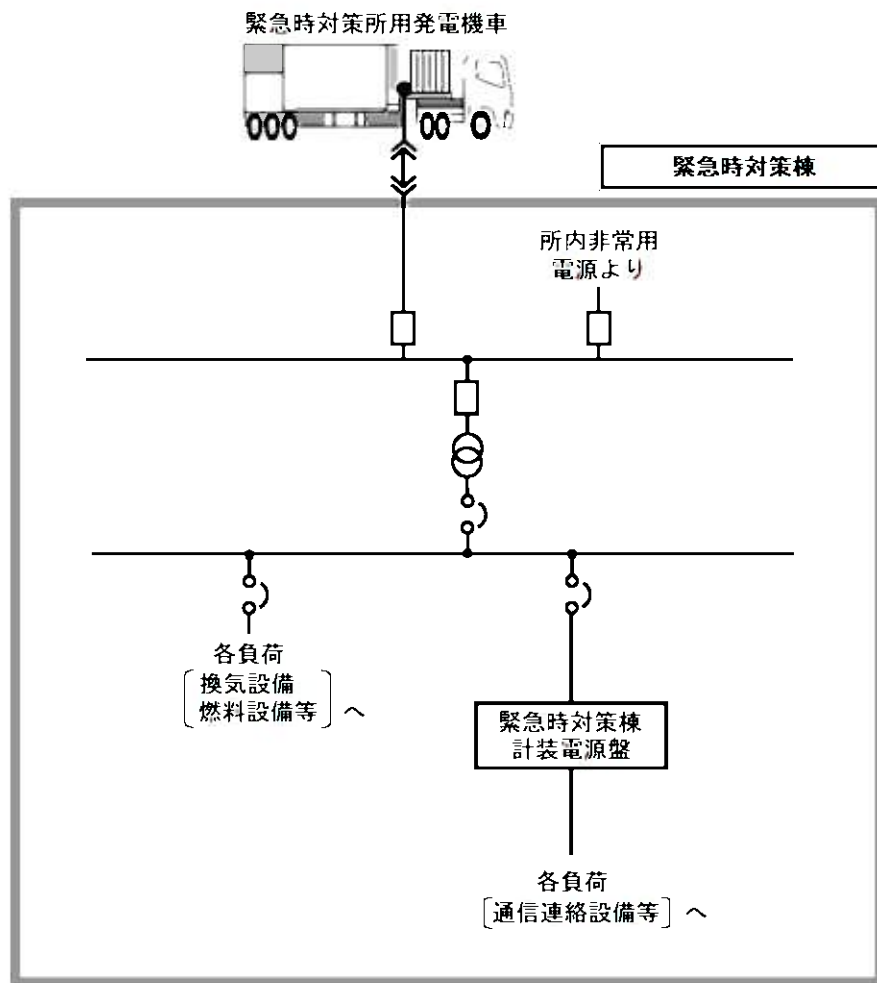 緊急時対策所用発電機車
緊急時対策棟
所内非常用
電源より
各負荷
換気設備
燃料設備等
へ
緊急時対策棟
計装電源盤
各負荷
〔通信連絡設備等〕へ